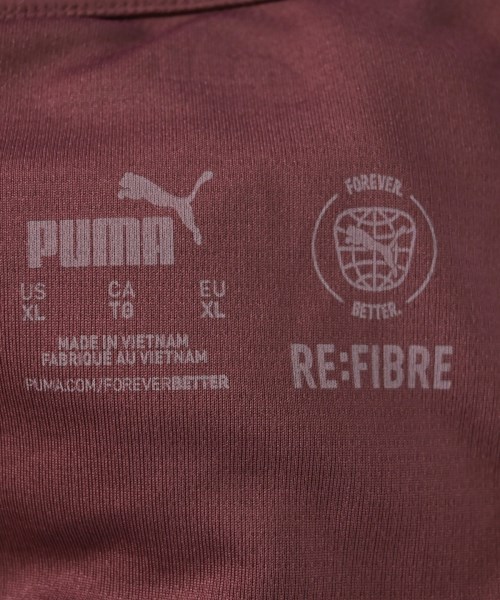 PUMA
US CA EU
XL TG XL
MADE IN VIETNAM
FABRIQUÉ AU VIETNAM
PUMA.COM/FOREVERBETTER
FOREVER.
BETTER.
RE:FIBRE